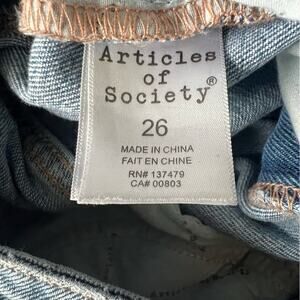 Articles
of
Society®
26
MADE IN CHINA
FAIT EN CHINE
RN# 137479
CA# 00803